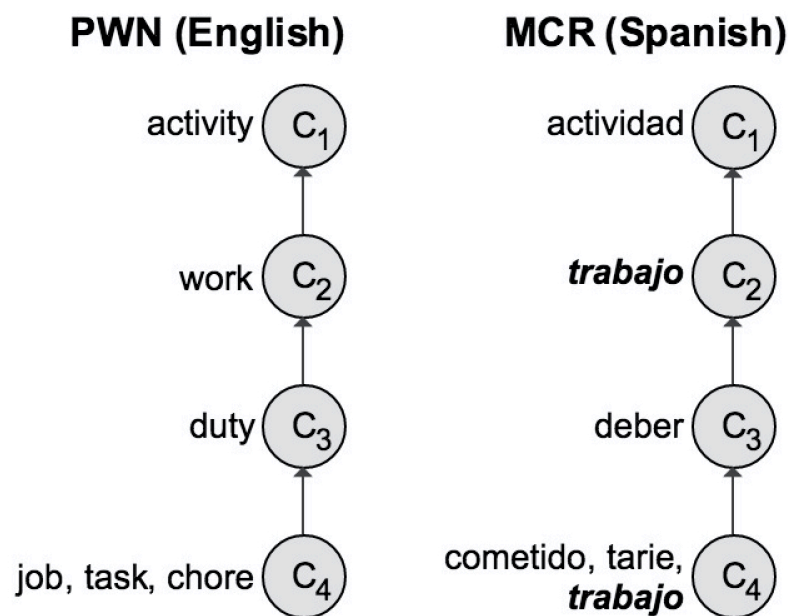 PWN (English) MCR (Spanish)
activity C1 actividad C1
work C2 trabajo C2
duty C3 deber C3
job, task, chore C4 cometido, tarie,
trabajo C4